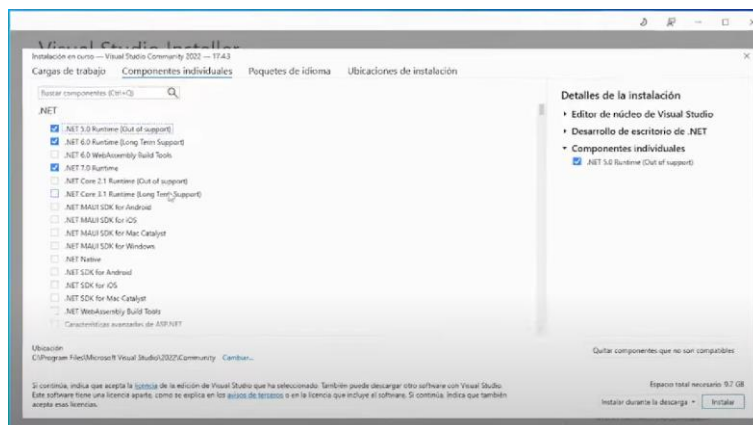 Visual Studio Installer
Instalación en curso — Visual Studio Community 2022 — 17.4.3
Cargas de trabajo Componentes individuales Paquetes de idioma Ubicaciones de instalación
Buscar componentes (Ctrl+Q)
.NET
.NET 5.0 Runtime (Out of support)
.NET 6.0 Runtime (Long Term Support)
.NET 6.0 WebAssembly Build Tools
.NET 7.0 Runtime
.NET Core 2.1 Runtime (Out of support)
.NET Core 3.1 Runtime (Long Term Support)
.NET MAUI SDK for Android
.NET MAUI SDK for iOS
.NET MAUI SDK for Mac Catalyst
.NET MAUI SDK for Windows
.NET Native
.NET SDK for Android
.NET SDK for iOS
.NET SDK for Mac Catalyst
.NET WebAssembly Build Tools
Características avanzadas de ASP.NET
Detalles de la instalación
Editor de núcleo de Visual Studio
Desarrollo de escritorio de .NET
Componentes individuales
.NET 5.0 Runtime (Out of support)
Ubicación
C:\Program Files\Microsoft Visual Studio\2022\Community Cambiar...
Quitar componentes que no son compatibles
Si continúa, indica que acepta la licencia de la edición de Visual Studio que ha seleccionado. También puede descargar otro software con Visual Studio.
Este software tiene una licencia aparte, como se explica en los avisos de terceros o en la licencia que incluye el software. Si continúa, indica que también
acepta esas licencias.
Espacio total necesario 9.7 GB
Instalar durante la descarga Instalar